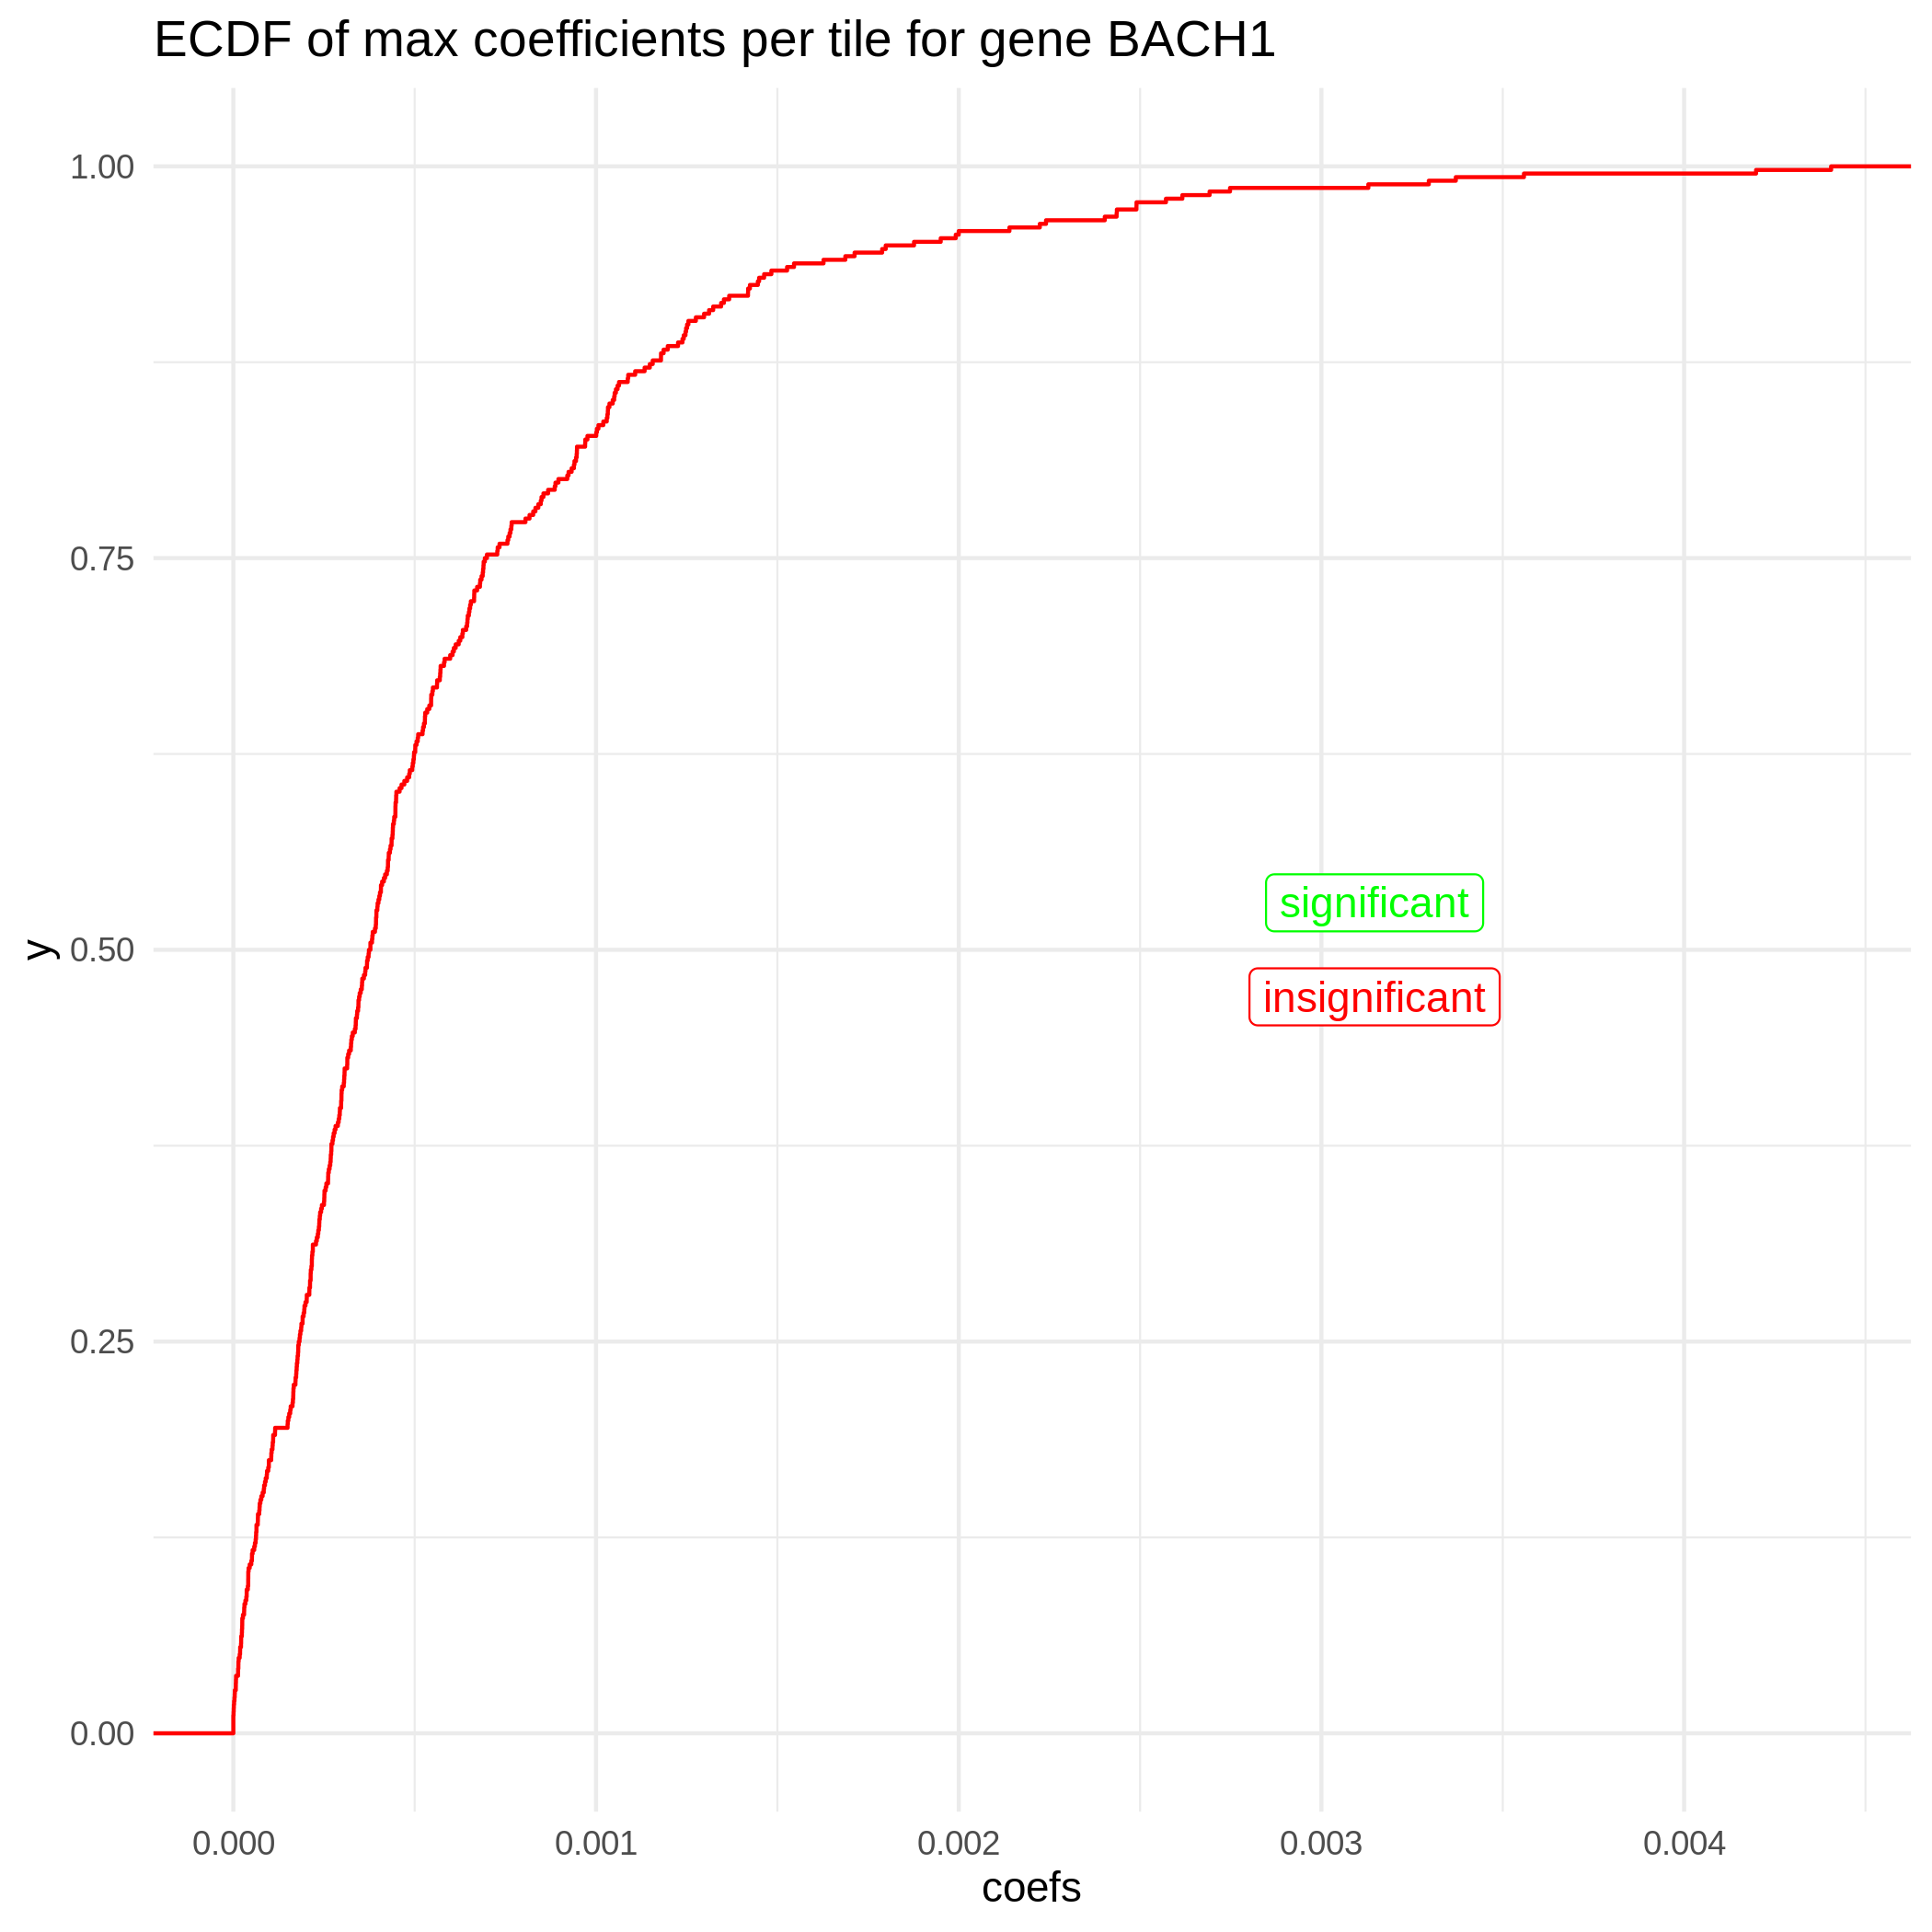 ECDF of max coefficients per tile for gene BACH1
1.00
0.75
0.50
0.25
0.00
y
significant
insignificant
0.000 0.001 0.002 0.003 0.004
coefs